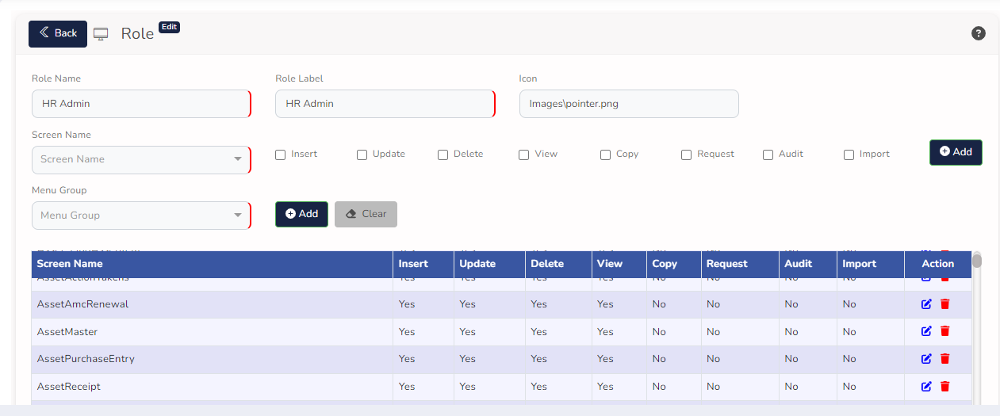 Back Role Edit ?
Role Name Role Label Icon
HR Admin HR Admin Images\pointer.png
Screen Name
Screen Name Insert Update Delete View Copy Request Audit Import Add
Menu Group
Menu Group Add Clear
Screen Name Insert Update Delete View Copy Request Audit Import Action
AssetActionTakens Yes Yes Yes Yes No No No No
AssetAmcRenewal Yes Yes Yes Yes No No No No
AssetMaster Yes Yes Yes Yes No No No No
AssetPurchaseEntry Yes Yes Yes Yes No No No No
AssetReceipt Yes Yes Yes Yes No No No No